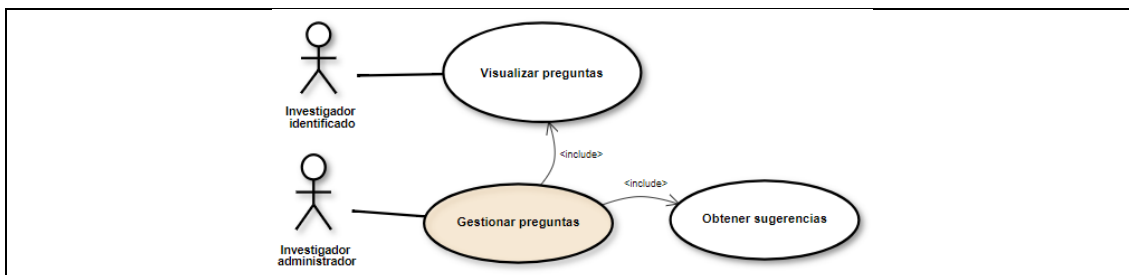 Visualizar preguntas
Investigador
identificado
<include>
<include>
Gestionar preguntas
Obtener sugerencias
Investigador
administrador